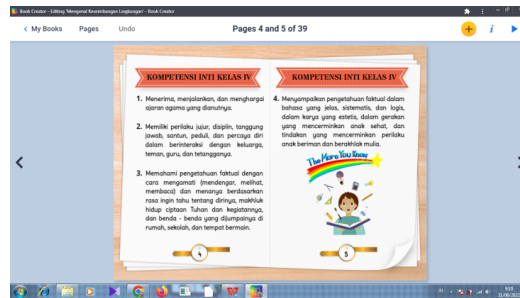 Book Creator - Editing "Mengenal Keseimbangan Lingkungan" - Book Creator
< My Books
Pages
Undo
Pages 4 and 5 of 39
KOMPETENSI INTI KELAS IV
1. Menerima, menjalankan, dan menghargai
ajaran agama yang dianutnya.
2. Memiliki perilaku jujur, disiplin, tanggung
jawab, santun, peduli, dan percaya diri
dalam berinteraksi dengan keluarga,
teman, guru, dan tetangganya.
3. Memahami pengetahuan faktual dengan
cara mengamati (mendengar, melihat,
membaca) dan menanya berdasarkan
rasa ingin tahu tentang dirinya, makhluk
hidup ciptaan Tuhan dan kegiatannya,
dan benda - benda yang dijumpainya di
rumah, sekolah, dan tempat bermain.
4
KOMPETENSI INTI KELAS IV
4. Menyampaikan pengetahuan faktual dalam
bahasa yang jelas, sistematis, dan logis,
dalam karya yang estetis, dalam gerakan
yang mencerminkan anak sehat, dan
tindakan yang mencerminkan perilaku
anak beriman dan berakhlak mulia.
The More You Know
5